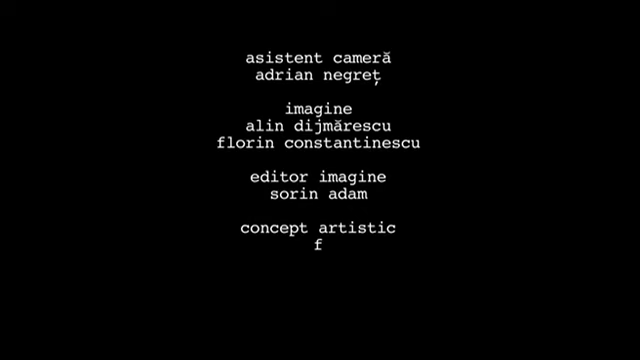 asistent cameră
adrian negreț
imagine
alin dijmărescu
florin constantinescu
editor imagine
sorin adam
concept artistic
f